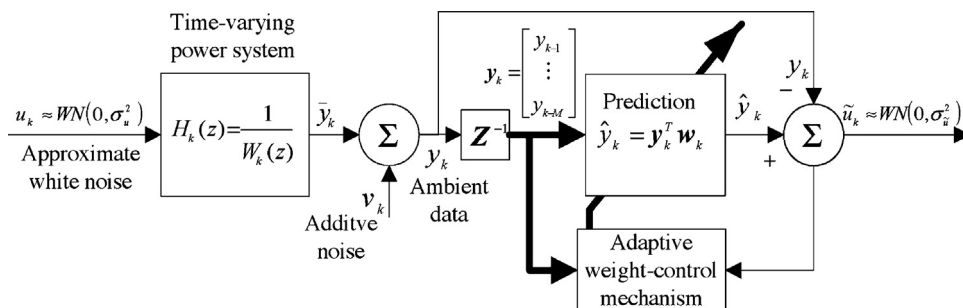 Time-varying
power system
u_k ≈ WN(0,σ_u^2)
Approximate
white noise
H_k(z)=1/W_k(z)
ȳ_k
Σ
v_k
Additve
noise
y_k
Ambient
data
Z^-1
y_k = [y_{k-1} ⋮ y_{k-M}]
Prediction
ŷ_k = y_k^T w_k
ŷ_k
y_k
−
+
Σ
ũ_k ≈ WN(0,σ_ũ^2)
Adaptive
weight-control
mechanism